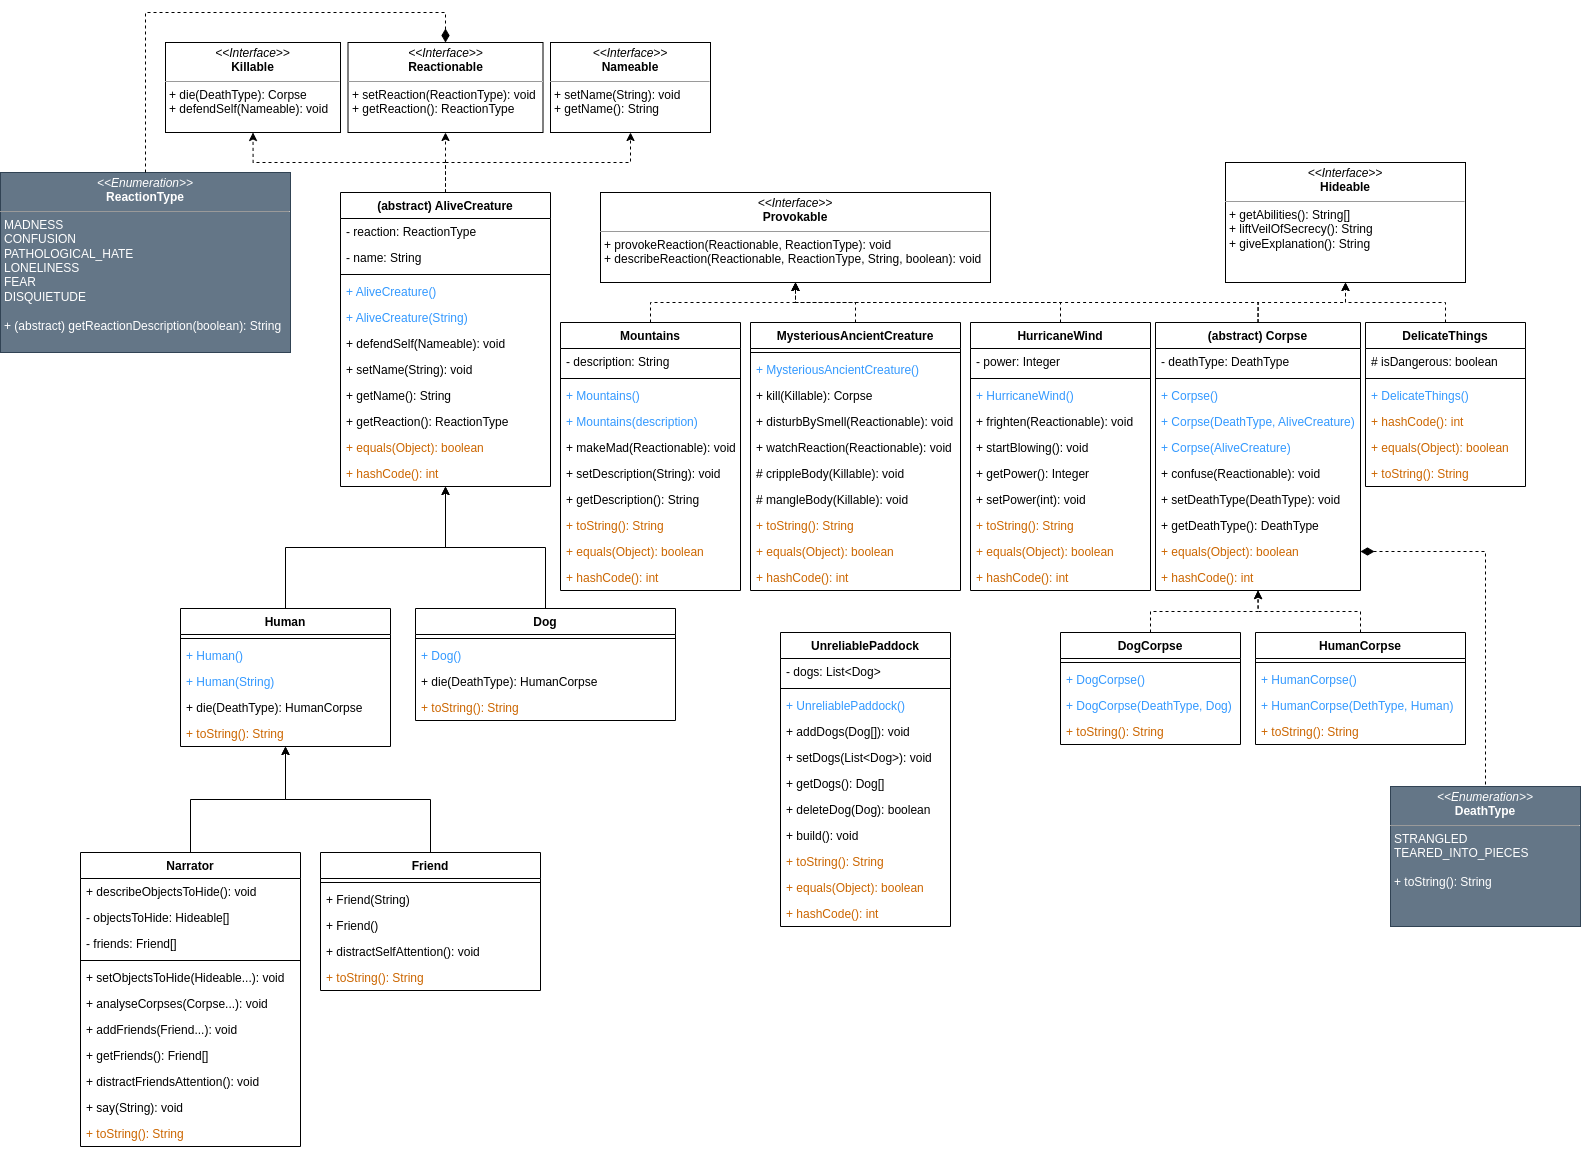 <<Interface>>
Killable
+ die(DeathType): Corpse
+ defendSelf(Nameable): void
<<Interface>>
Reactionable
+ setReaction(ReactionType): void
+ getReaction(): ReactionType
<<Interface>>
Nameable
+ setName(String): void
+ getName(): String
<<Enumeration>>
ReactionType
MADNESS
CONFUSION
PATHOLOGICAL_HATE
LONELINESS
FEAR
DISQUIETUDE
+ (abstract) getReactionDescription(boolean): String
(abstract) AliveCreature
- reaction: ReactionType
- name: String
+ AliveCreature()
+ AliveCreature(String)
+ defendSelf(Nameable): void
+ setName(String): void
+ getName(): String
+ getReaction(): ReactionType
+ equals(Object): boolean
+ hashCode(): int
<<Interface>>
Provokable
+ provokeReaction(Reactionable, ReactionType): void
+ describeReaction(Reactionable, ReactionType, String, boolean): void
<<Interface>>
Hideable
+ getAbilities(): String[]
+ liftVeilOfSecrecy(): String
+ giveExplanation(): String
Mountains
- description: String
+ Mountains()
+ Mountains(description)
+ makeMad(Reactionable): void
+ setDescription(String): void
+ getDescription(): String
+ toString(): String
+ equals(Object): boolean
+ hashCode(): int
MysteriousAncientCreature
+ MysteriousAncientCreature()
+ kill(Killable): Corpse
+ disturbBySmell(Reactionable): void
+ watchReaction(Reactionable): void
# crippleBody(Killable): void
# mangleBody(Killable): void
+ toString(): String
+ equals(Object): boolean
+ hashCode(): int
HurricaneWind
- power: Integer
+ HurricaneWind()
+ frighten(Reactionable): void
+ startBlowing(): void
+ getPower(): Integer
+ setPower(int): void
+ toString(): String
+ equals(Object): boolean
+ hashCode(): int
(abstract) Corpse
- deathType: DeathType
+ Corpse()
+ Corpse(DeathType, AliveCreature)
+ Corpse(AliveCreature)
+ confuse(Reactionable): void
+ setDeathType(DeathType): void
+ getDeathType(): DeathType
+ equals(Object): boolean
+ hashCode(): int
DelicateThings
# isDangerous: boolean
+ DelicateThings()
+ hashCode(): int
+ equals(Object): boolean
+ toString(): String
Human
+ Human()
+ Human(String)
+ die(DeathType): HumanCorpse
+ toString(): String
Dog
+ Dog()
+ die(DeathType): HumanCorpse
+ toString(): String
UnreliablePaddock
- dogs: List<Dog>
+ UnreliablePaddock()
+ addDogs(Dog[]): void
+ setDogs(List<Dog>): void
+ getDogs(): Dog[]
+ deleteDog(Dog): boolean
+ build(): void
+ toString(): String
+ equals(Object): boolean
+ hashCode(): int
DogCorpse
+ DogCorpse()
+ DogCorpse(DeathType, Dog)
+ toString(): String
HumanCorpse
+ HumanCorpse()
+ HumanCorpse(DethType, Human)
+ toString(): String
<<Enumeration>>
DeathType
STRANGLED
TEARED_INTO_PIECES
+ toString(): String
Narrator
+ describeObjectsToHide(): void
- objectsToHide: Hideable[]
- friends: Friend[]
+ setObjectsToHide(Hideable...): void
+ analyseCorpses(Corpse...): void
+ addFriends(Friend...): void
+ getFriends(): Friend[]
+ distractFriendsAttention(): void
+ say(String): void
+ toString(): String
Friend
+ Friend(String)
+ Friend()
+ distractSelfAttention(): void
+ toString(): String